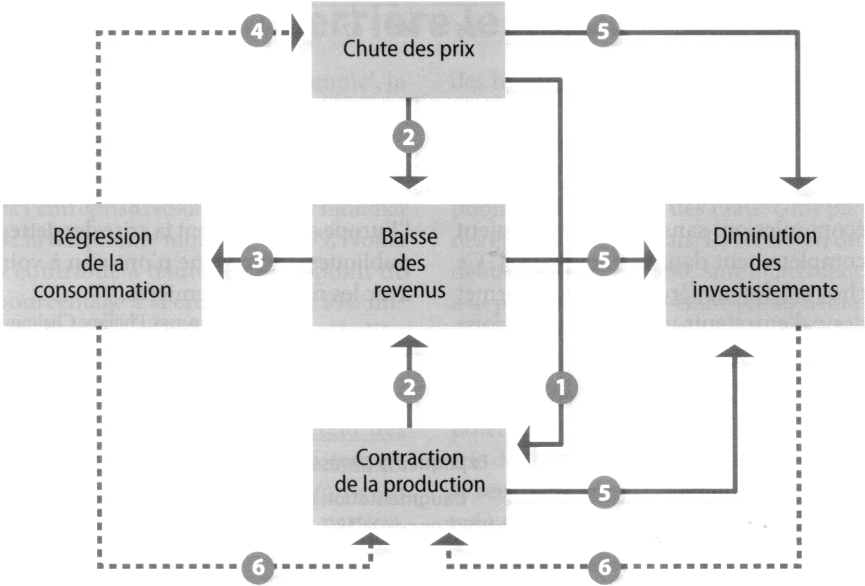 4
5
Chute des prix
2
Régression
de la
consommation
3
Baisse
des
revenus
5
Diminution
des
investissements
2
1
Contraction
de la production
5
6
6